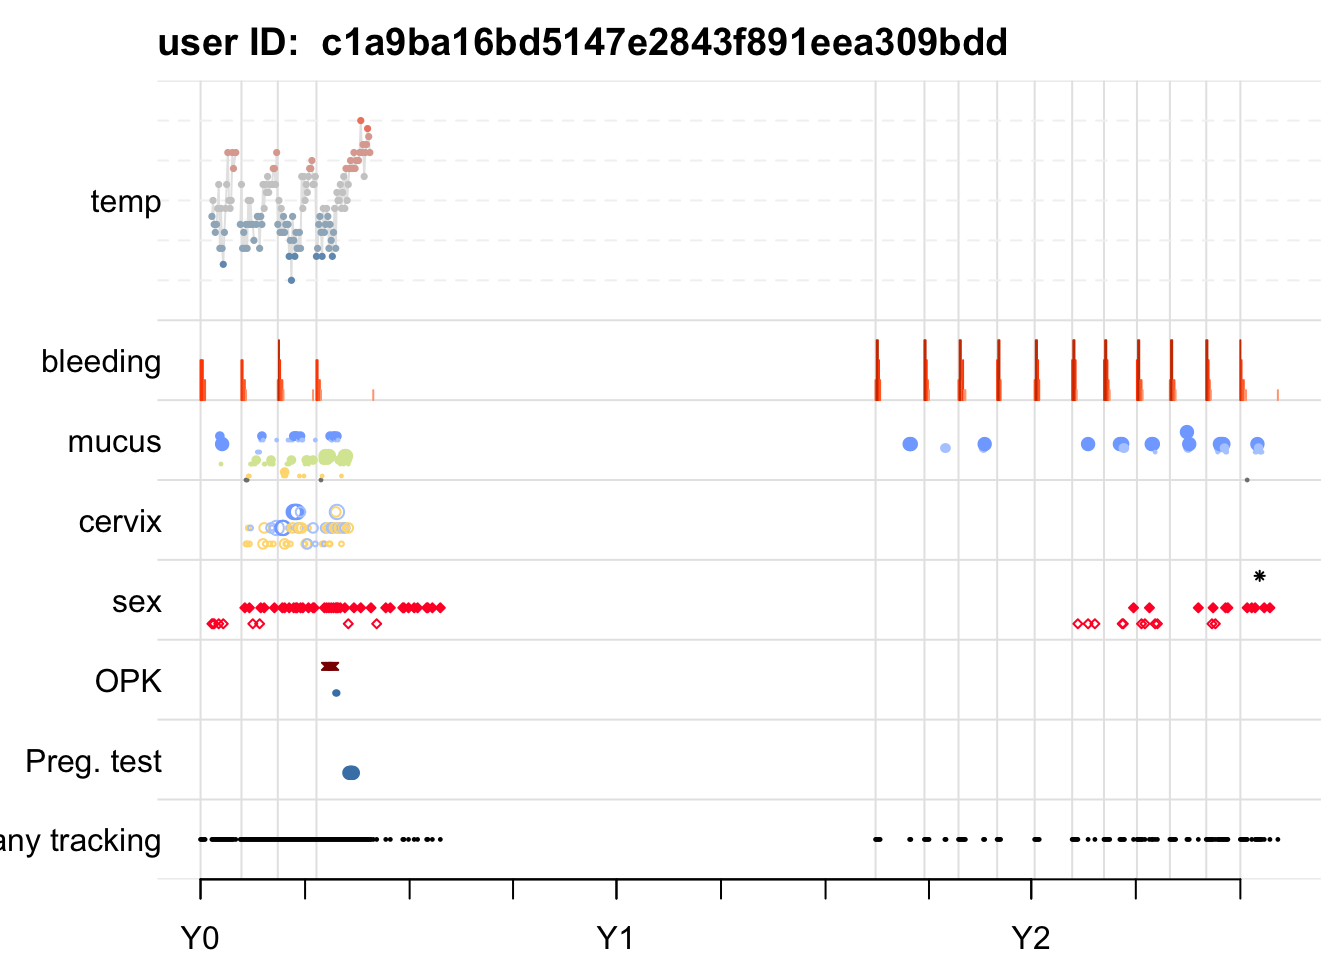 user ID:  c1a9ba16bd5147e2843f891eea309bdd
temp
bleeding
mucus
cervix
sex
OPK
Preg. test
any tracking
Y0 Y1 Y2